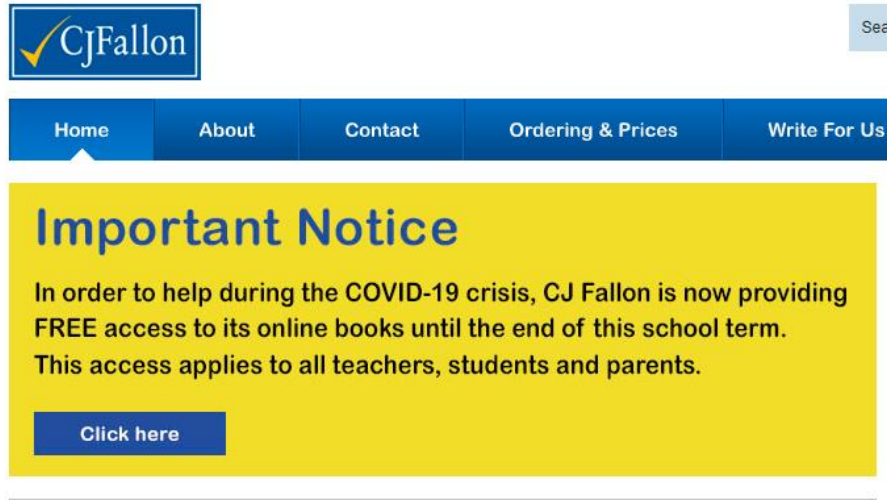 CJFallon
Sea
Home About Contact Ordering & Prices Write For Us
Important Notice
In order to help during the COVID-19 crisis, CJ Fallon is now providing
FREE access to its online books until the end of this school term.
This access applies to all teachers, students and parents.
Click here